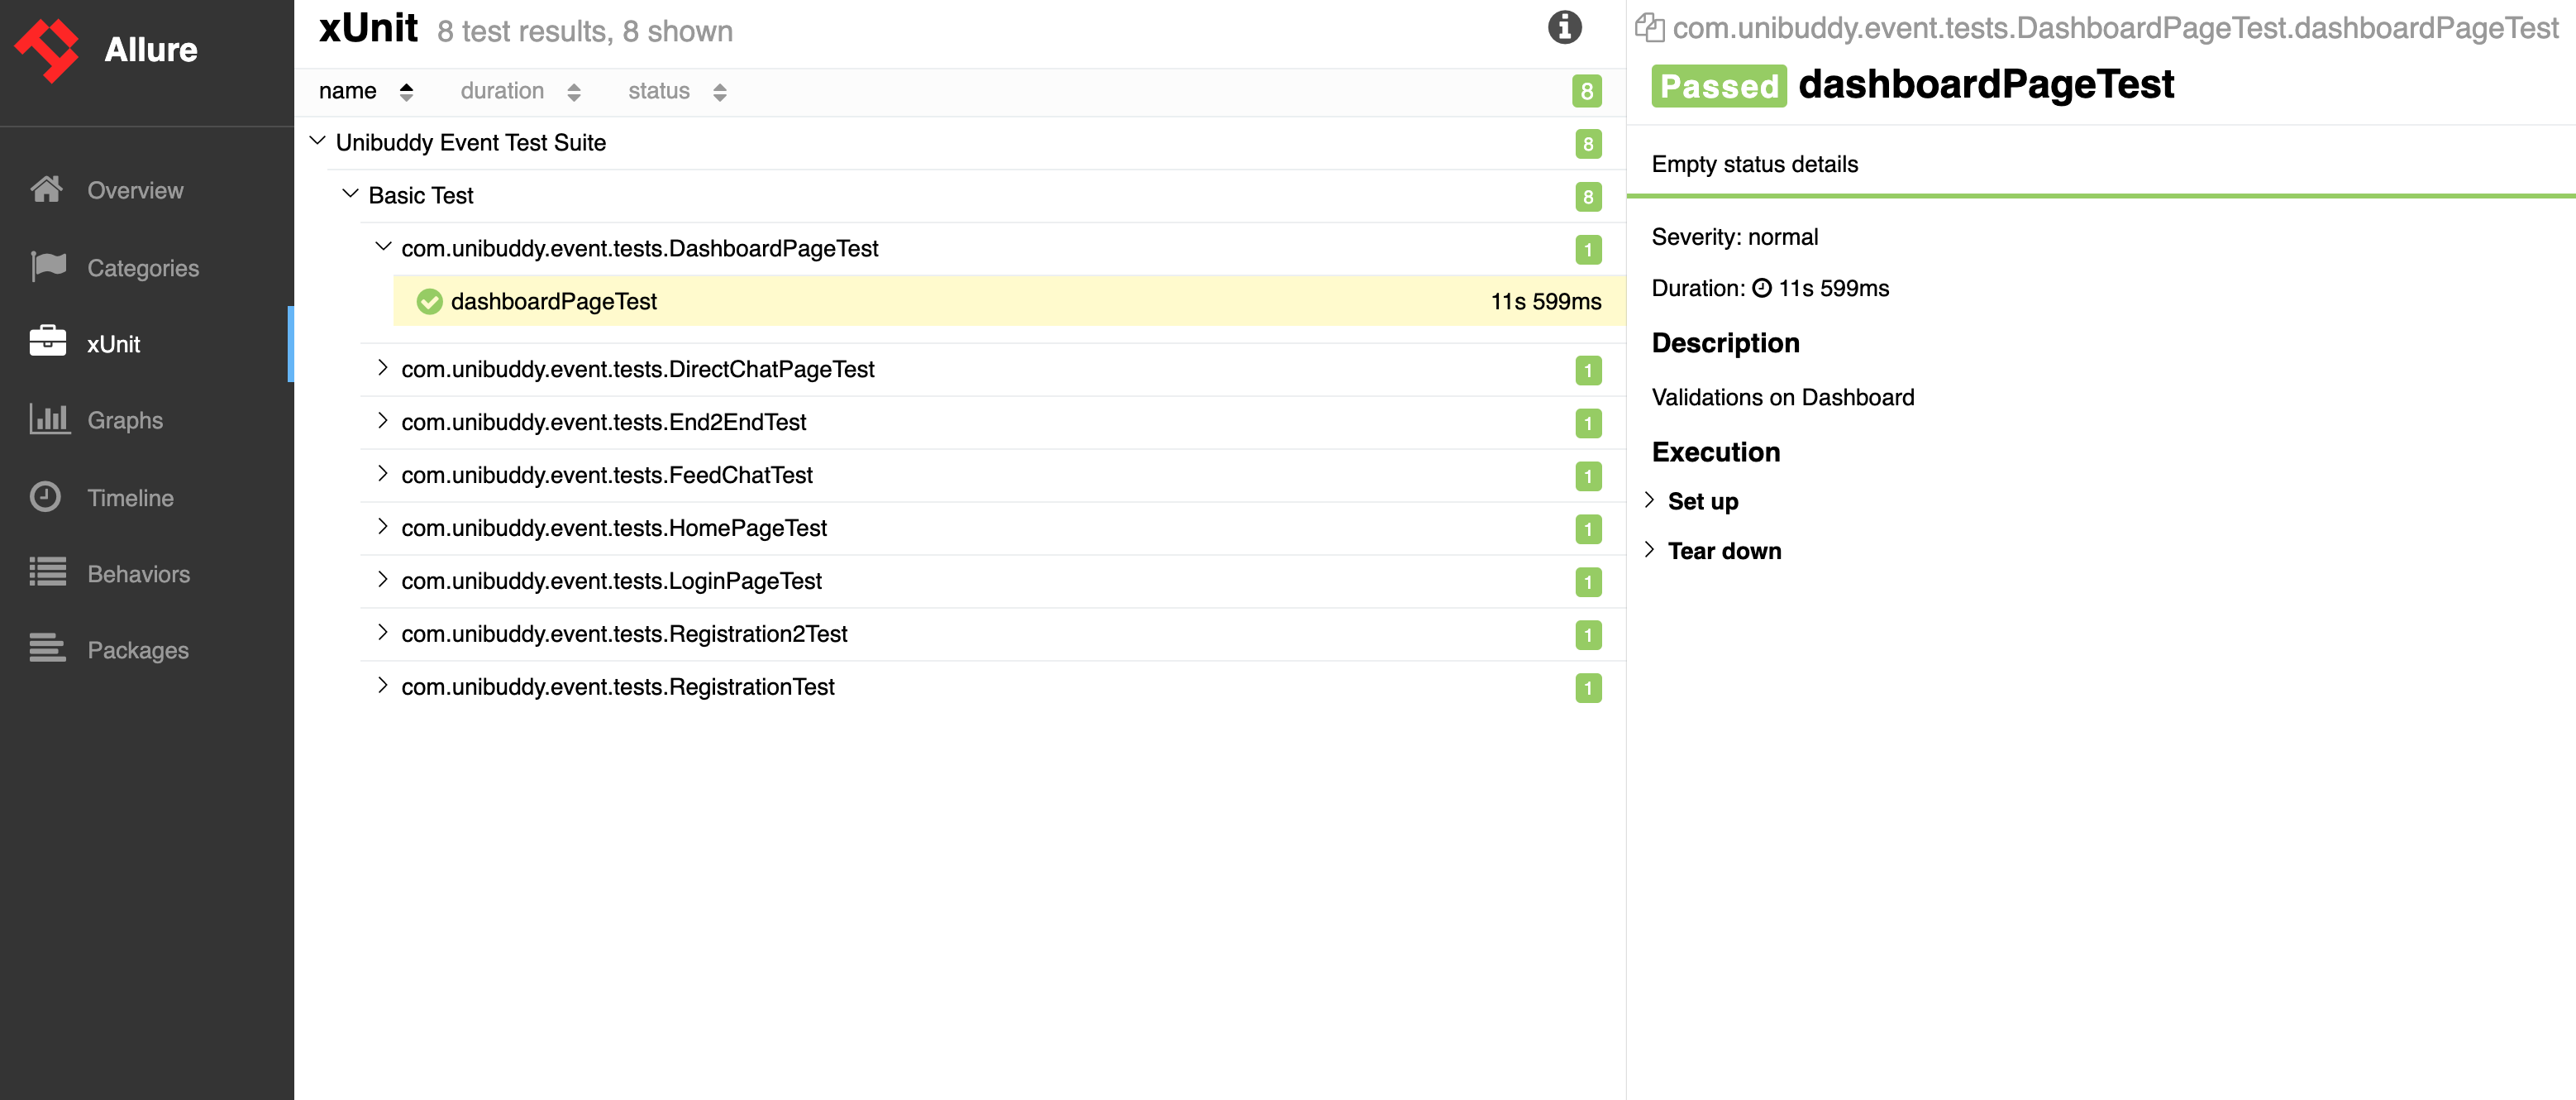 Allure
Overview
Categories
xUnit
Graphs
Timeline
Behaviors
Packages
xUnit 8 test results, 8 shown
name duration status 8
Unibuddy Event Test Suite 8
Basic Test 8
com.unibuddy.event.tests.DashboardPageTest 1
dashboardPageTest 11s 599ms
com.unibuddy.event.tests.DirectChatPageTest 1
com.unibuddy.event.tests.End2EndTest 1
com.unibuddy.event.tests.FeedChatTest 1
com.unibuddy.event.tests.HomePageTest 1
com.unibuddy.event.tests.LoginPageTest 1
com.unibuddy.event.tests.Registration2Test 1
com.unibuddy.event.tests.RegistrationTest 1
com.unibuddy.event.tests.DashboardPageTest.dashboardPageTest
Passed dashboardPageTest
Empty status details
Severity: normal
Duration: 11s 599ms
Description
Validations on Dashboard
Execution
Set up
Tear down